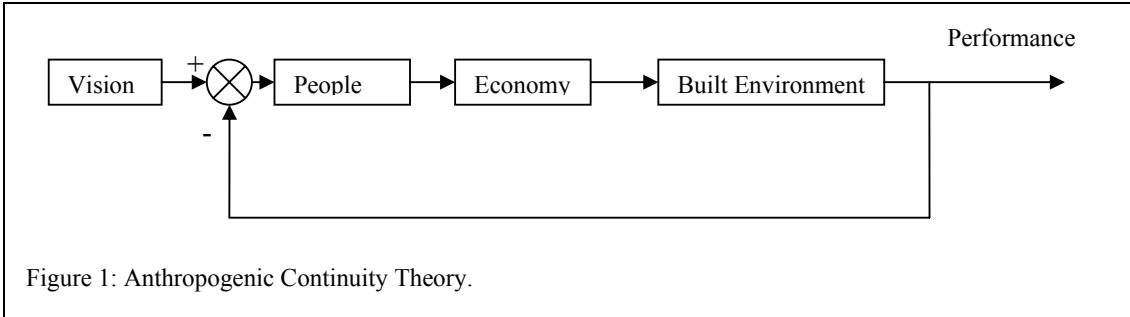 Performance
+
Vision
People
Economy
Built Environment
-
Figure 1: Anthropogenic Continuity Theory.